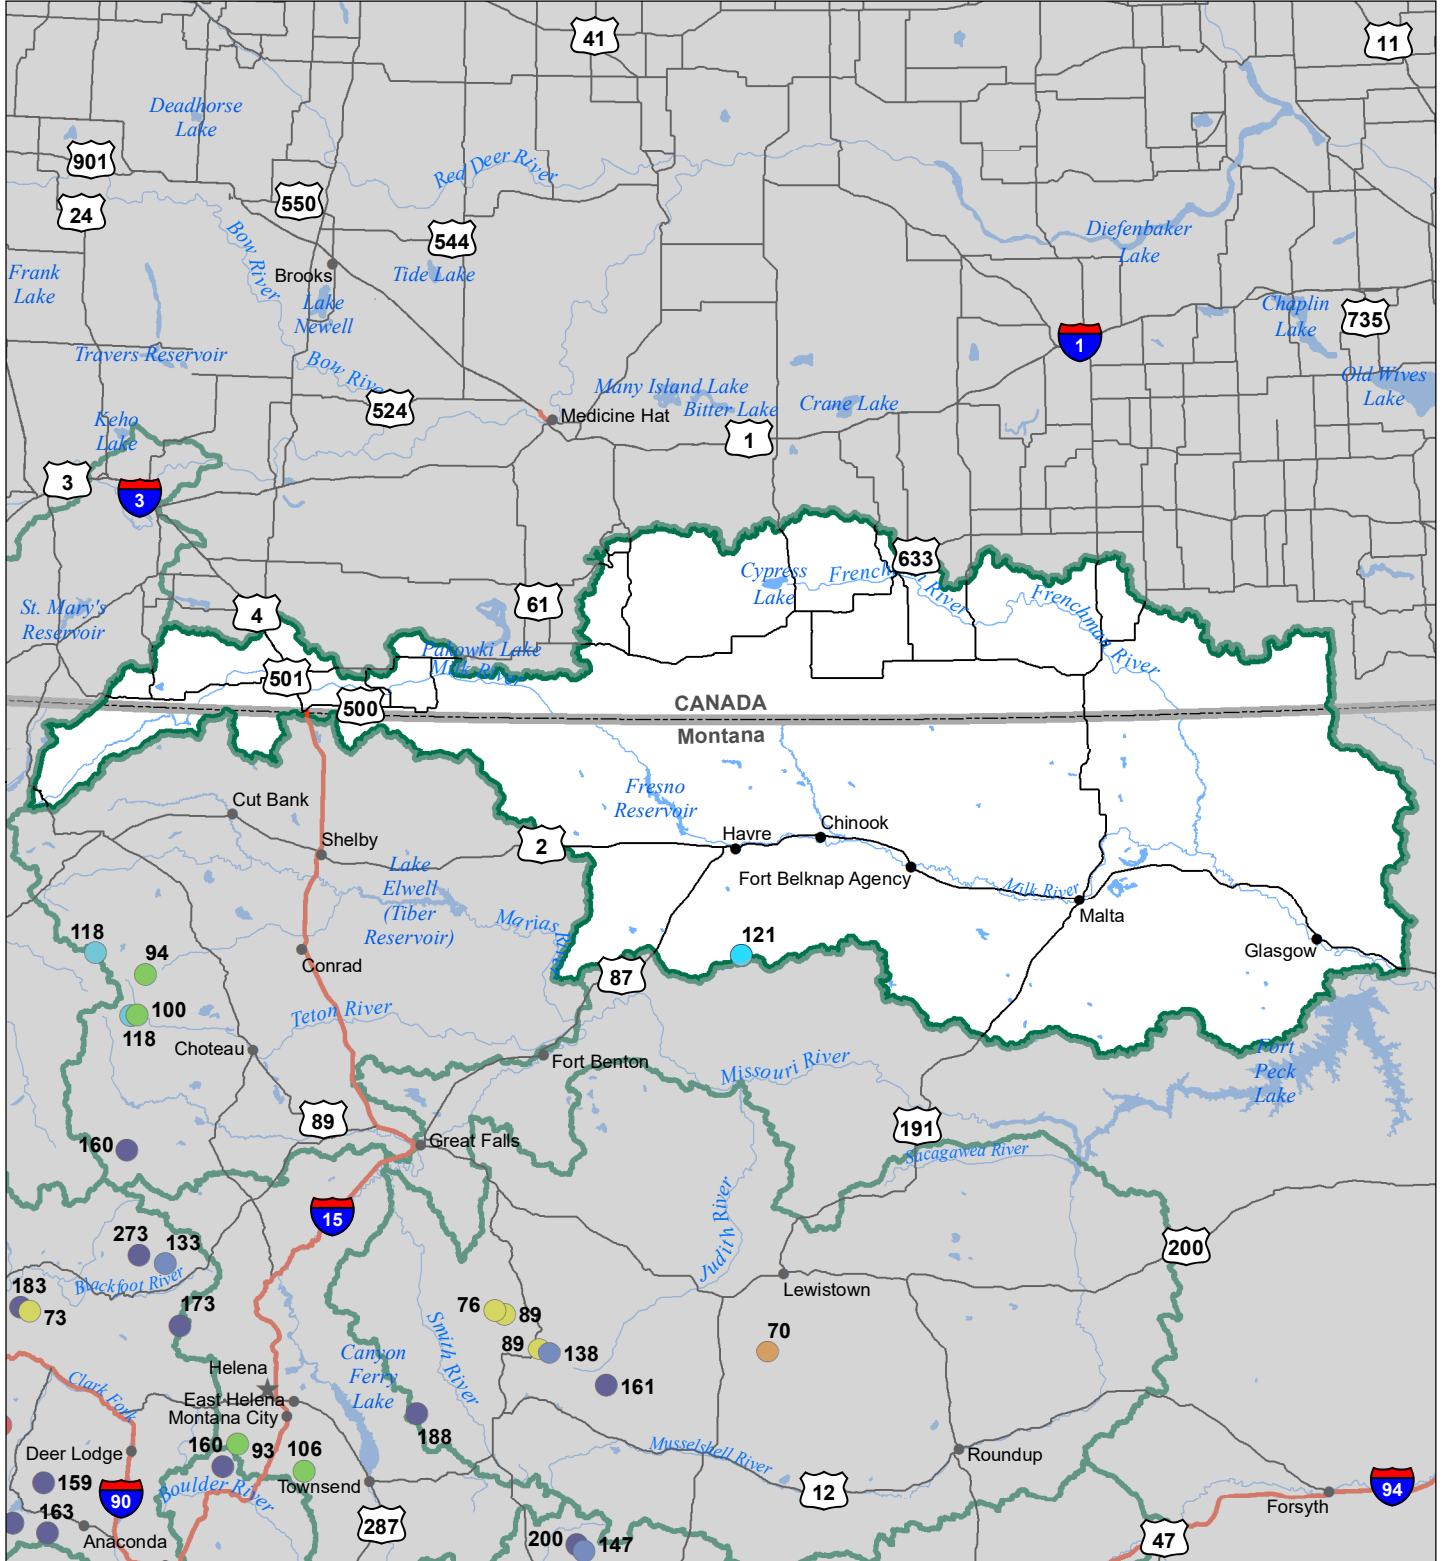 41
11
Deadhorse
Lake
901
Red Deer River
550
24
544
Bow River
Diefenbaker
Lake
Frank
Lake
Brooks
Tide Lake
Lake
Newell
Chaplin
Lake
735
1
Travers Reservoir
Bow River
Many Island Lake
Old Wives
Lake
524
Bitter Lake
Crane Lake
Keho
Lake
Medicine Hat
1
3
3
633
Cypress
Lake
Frenchman River
Frenchman River
61
4
St. Mary's
Reservoir
Pakowki Lake
Milk River
501
500
CANADA
Montana
Fresno
Reservoir
Cut Bank
Chinook
Havre
Shelby
2
Lake
Elwell
(Tiber
Reservoir)
Fort Belknap Agency
Milk River
Malta
Marias River
118
94
121
Glasgow
Conrad
87
100
Teton River
118
Choteau
Fort Benton
Missouri River
Fort
Peck
Lake
89
191
160
Great Falls
Sacagawea River
Judith River
15
273
133
200
Blackfoot River
183
73
173
Lewistown
76
89
Smith River
70
89
138
Canyon
Ferry
Lake
Helena
161
Clark Fork
East Helena
Montana City
188
160
93
106
Deer Lodge
Musselshell River
Roundup
159
90
Boulder River
Townsend
12
94
Forsyth
163
Anaconda
287
200
147
47